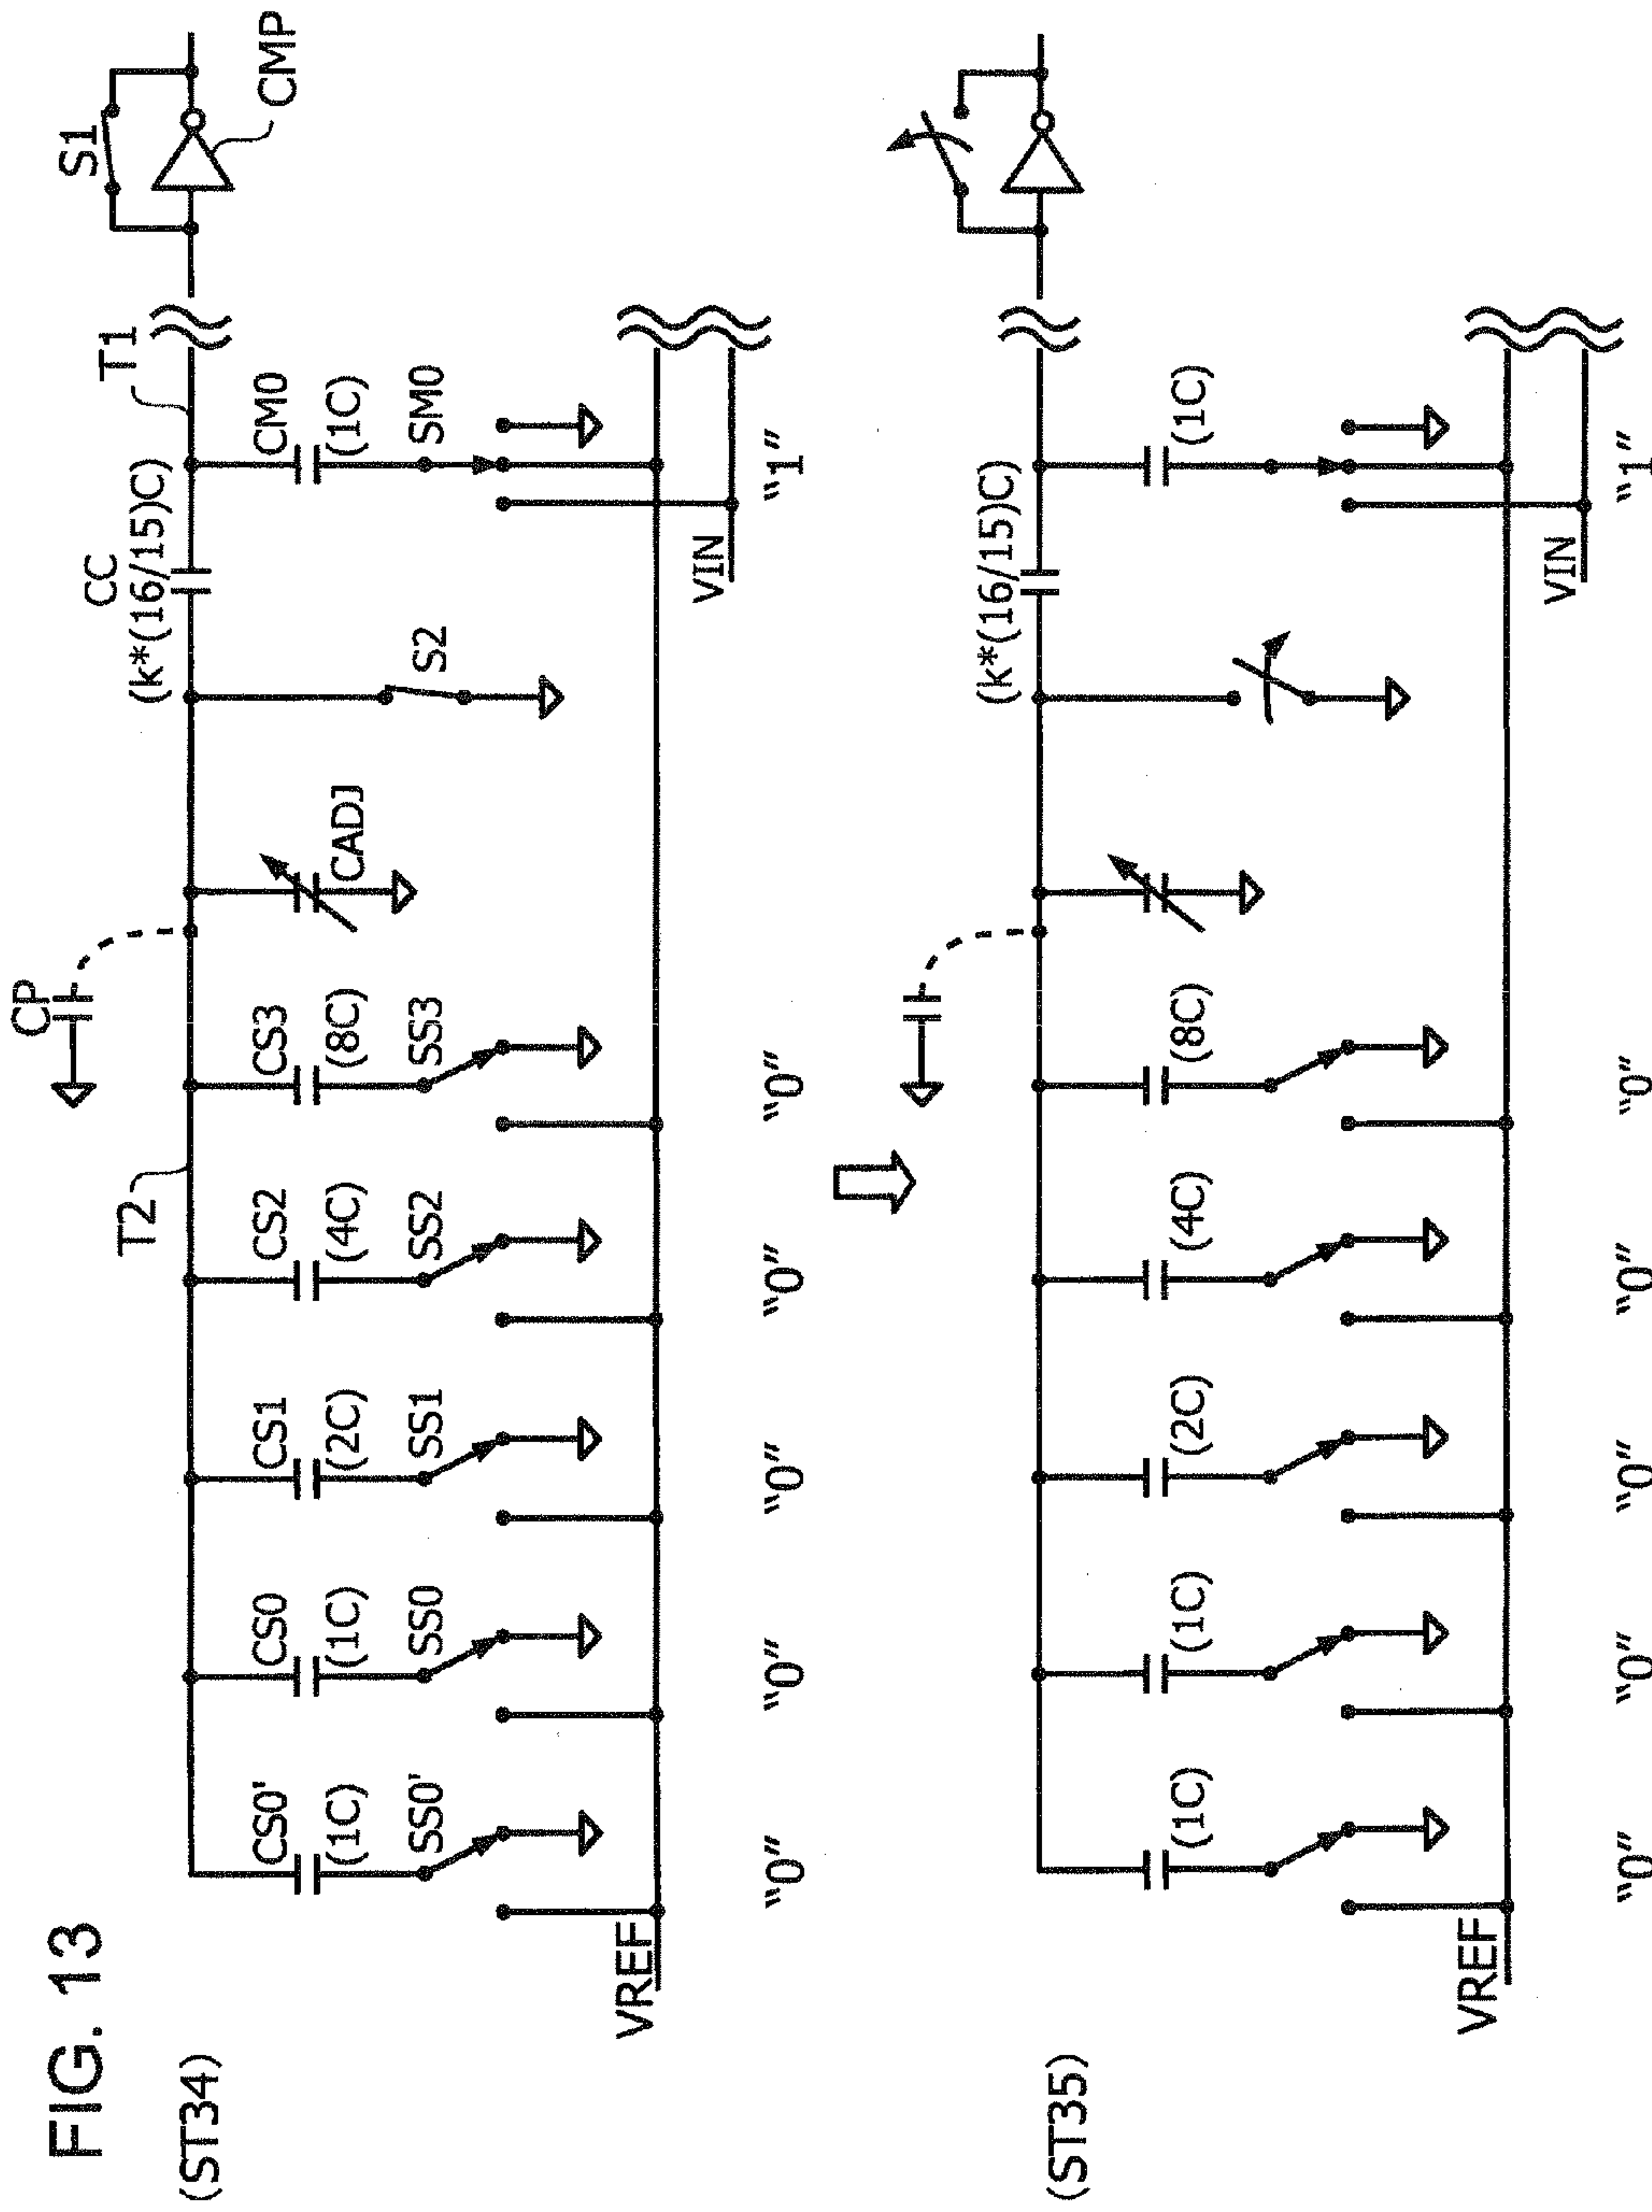 FIG. 13
(ST34)
CP
T2
T1
S1
CMP
CC
(k*(16/15)C)
CS0'
(1C)
SS0'
CS0
(1C)
SS0
CS1
(2C)
SS1
CS2
(4C)
SS2
CS3
(8C)
SS3
CADJ
S2
CM0
(1C)
SM0
VREF
VIN
"0" "0" "0" "0" "0" "1"
(ST35)
(k*(16/15)C)
(1C) (1C) (2C) (4C) (8C) (1C)
VREF
VIN
"0" "0" "0" "0" "0" "1"